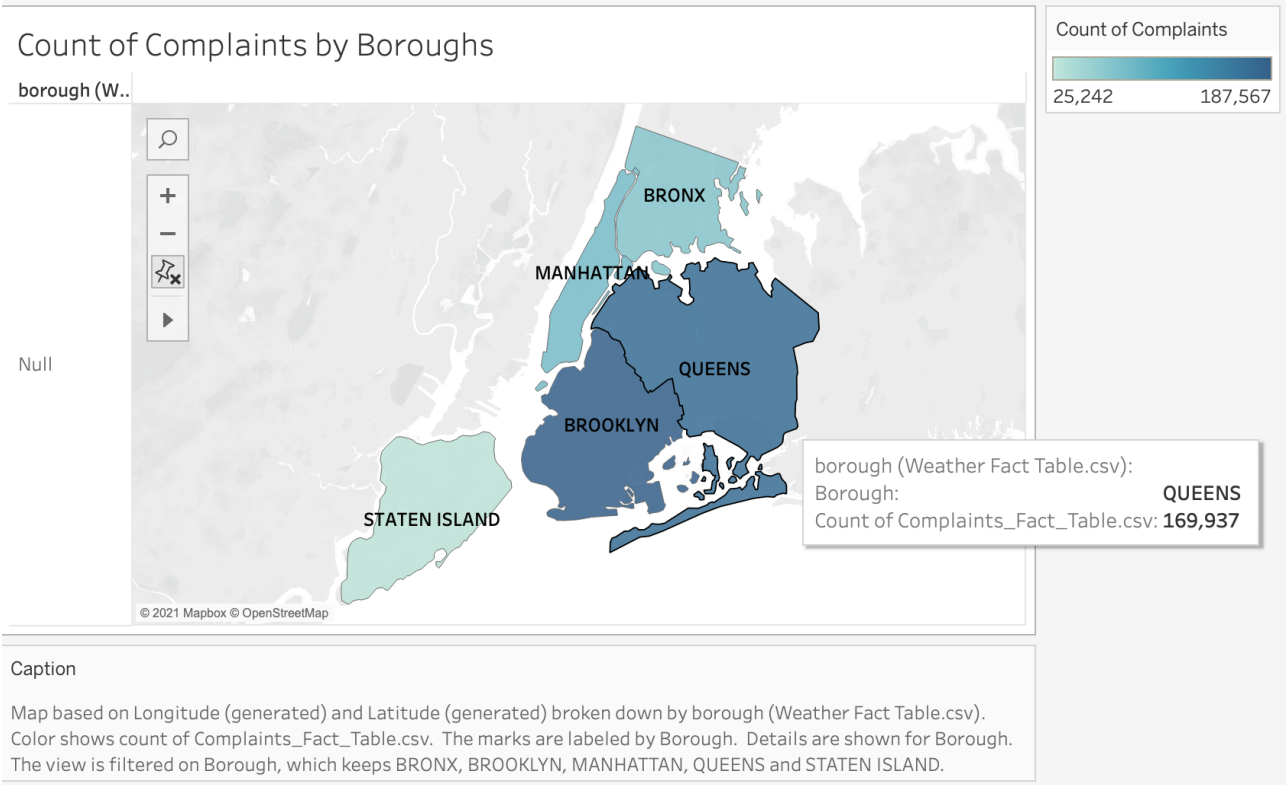 Count of Complaints by Boroughs
borough (W..
Null
BRONX
MANHATTAN
QUEENS
BROOKLYN
STATEN ISLAND
© 2021 Mapbox © OpenStreetMap
Count of Complaints
25,242 187,567
borough (Weather Fact Table.csv):
Borough: QUEENS
Count of Complaints_Fact_Table.csv: 169,937
Caption
Map based on Longitude (generated) and Latitude (generated) broken down by borough (Weather Fact Table.csv).
Color shows count of Complaints_Fact_Table.csv. The marks are labeled by Borough. Details are shown for Borough.
The view is filtered on Borough, which keeps BRONX, BROOKLYN, MANHATTAN, QUEENS and STATEN ISLAND.